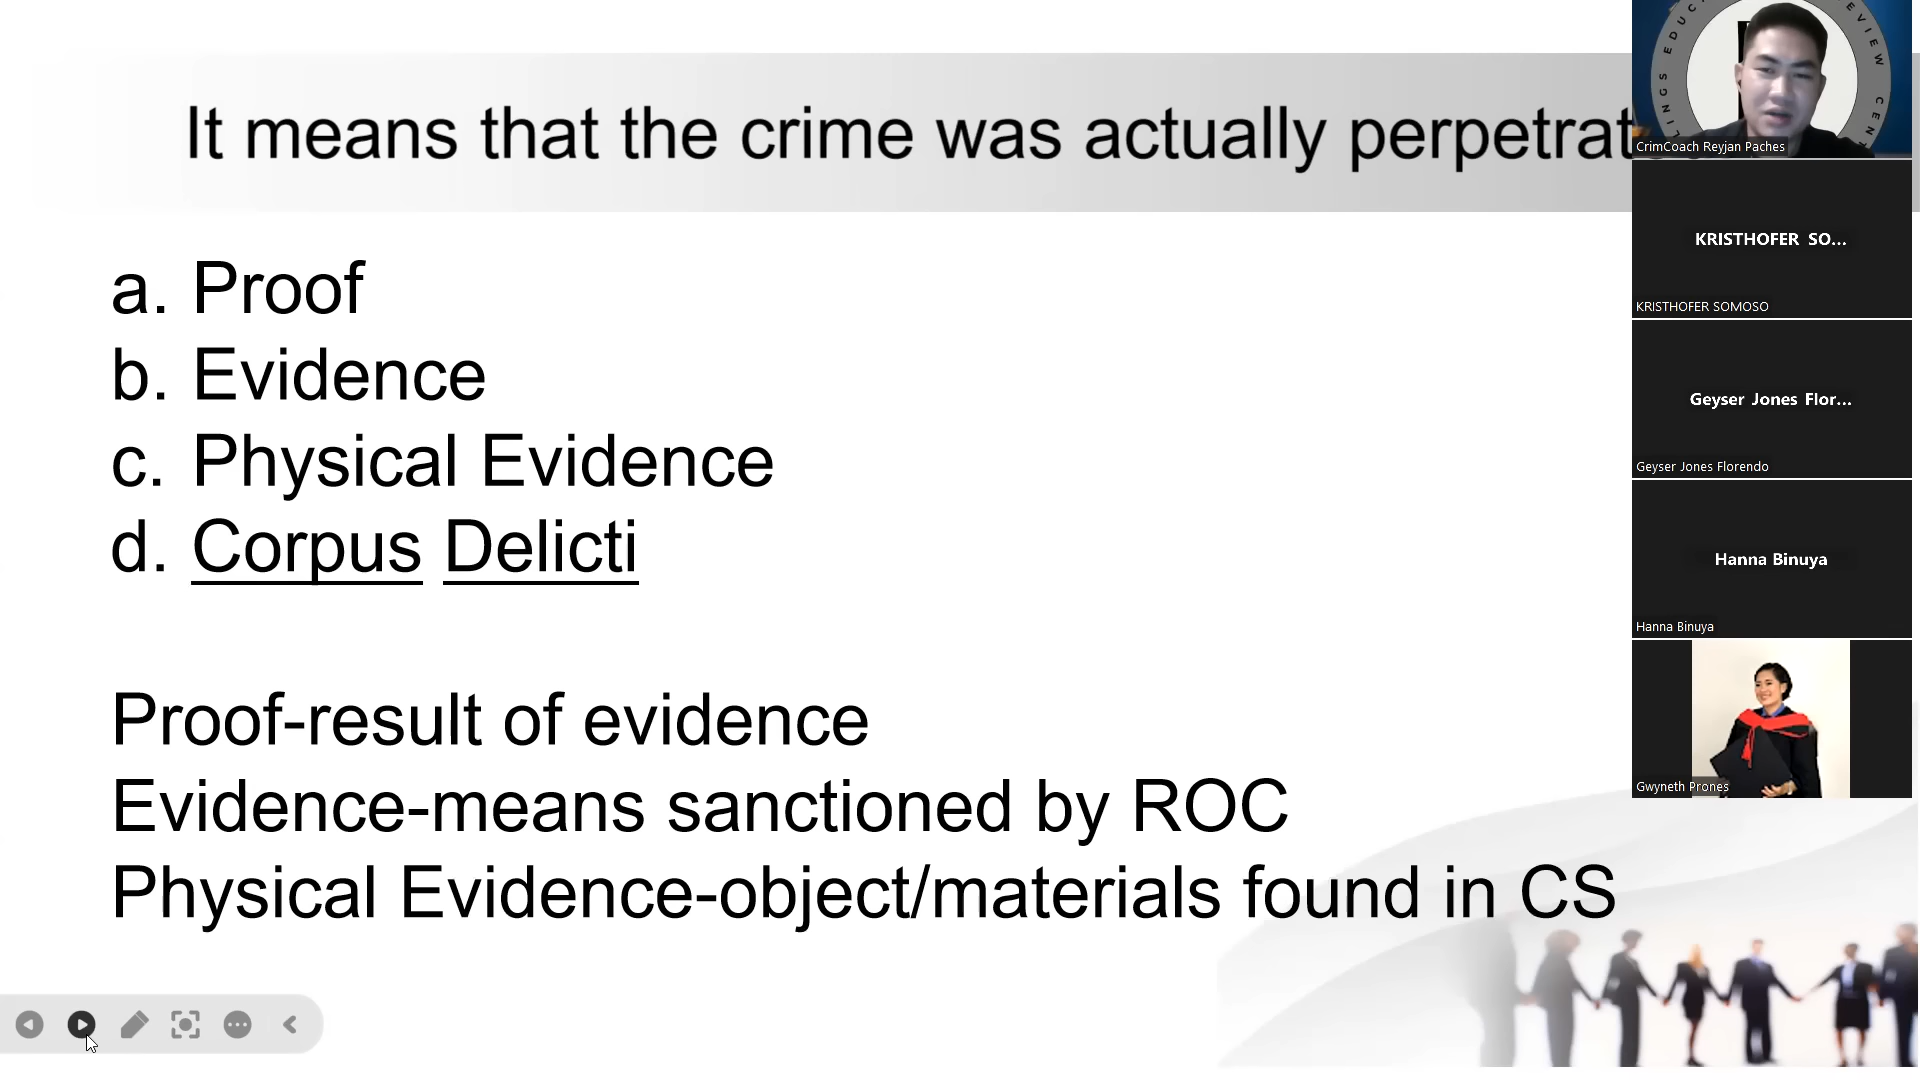 It means that the crime was actually
a. Proof
b. Evidence
c. Physical Evidence
d. Corpus Delicti
Proof-result of evidence
Evidence-means sanctioned by ROC
Physical Evidence-object/materials found in CS
CrimCoach Reyjan Paches
KRISTHOFER SO...
KRISTHOFER SOMOSO
Geyser Jones Flor...
Geyser Jones Florendo
Hanna Binuya
Hanna Binuya
Gwyneth Prones